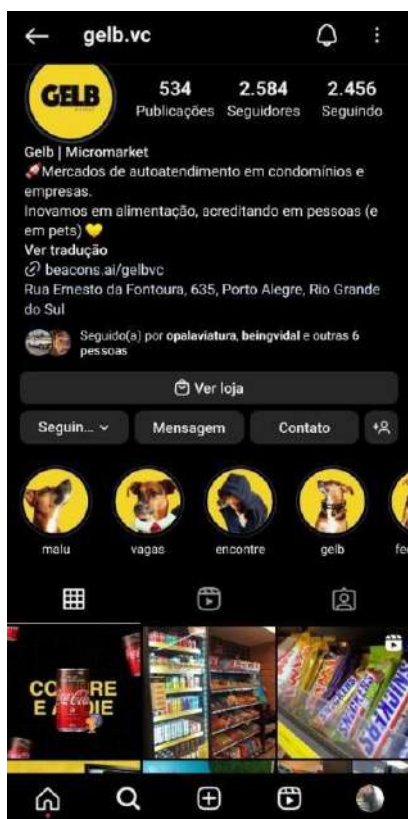 gelb.vc
GELB
534
2.584
2.456
Publicações
Seguidores
Seguindo
Gelb | Micromarket
🚀Mercados de autoatendimento em condomínios e
empresas.
Inovamos em alimentação, acreditando em pessoas (e
em pets) 💛
Ver tradução
beacons.ai/gelbvc
Rua Ernesto da Fontoura, 635, Porto Alegre, Rio Grande
do Sul
Seguido(a) por opalaviatura, beingvidal e outras 6
pessoas
Ver loja
Seguin...
Mensagem
Contato
malu
vagas
encontre
gelb
SNICKERS